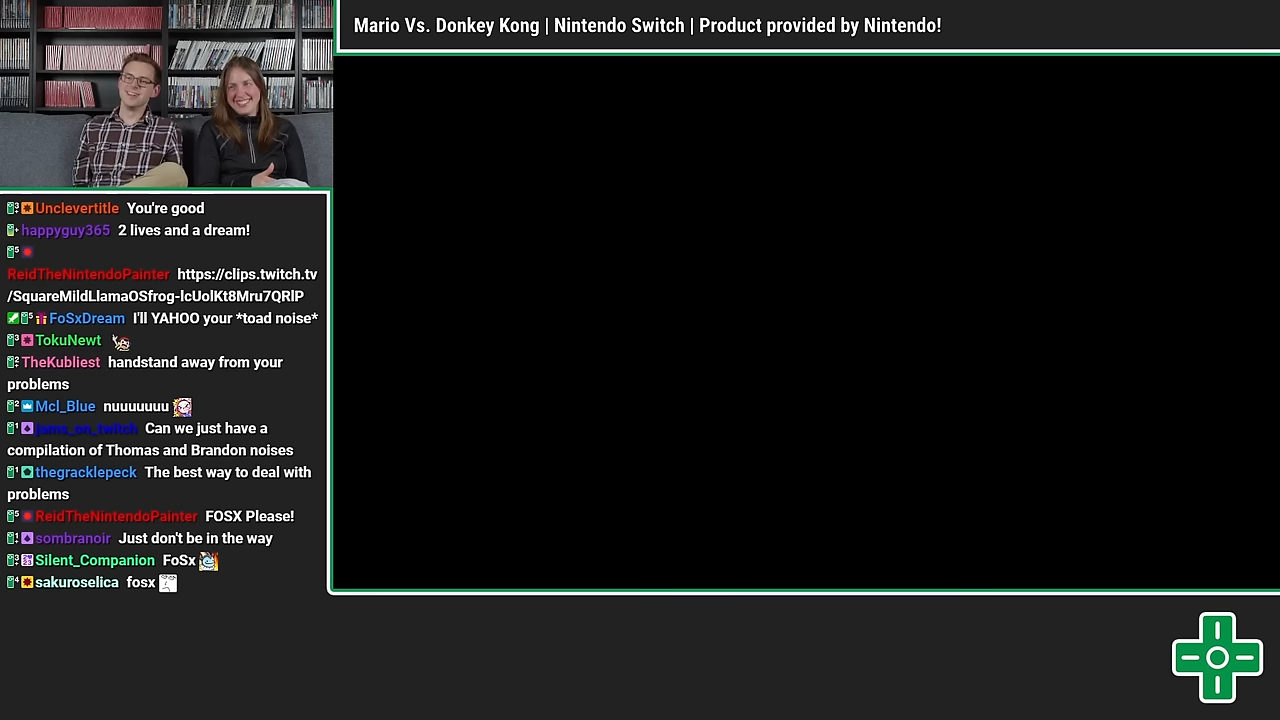 Mario Vs. Donkey Kong | Nintendo Switch | Product provided by Nintendo!
Unclevertitle You're good
happyguy365 2 lives and a dream!
ReidTheNintendoPainter https://clips.twitch.tv
/SquareMildLlamaOSfrog-lcUolKt8Mru7QRlP
FoSxDream I'll YAHOO your *toad noise*
TokuNewt
TheKubliest handstand away from your
problems
Mcl_Blue nuuuuuuu
jams_on_twitch Can we just have a
compilation of Thomas and Brandon noises
thegracklepeck The best way to deal with
problems
ReidTheNintendoPainter FOSX Please!
sombranoir Just don't be in the way
Silent_Companion FoSx
sakuroselica fosx